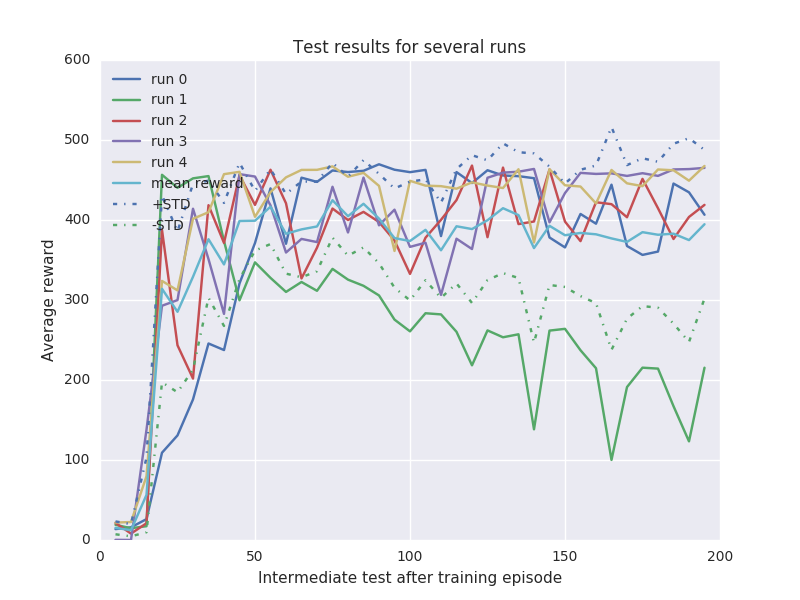 Test results for several runs
600
500
400
300
200
100
0
run 0
run 1
run 2
run 3
run 4
mean reward
+STD
-STD
0
50
100
150
200
Average reward
Intermediate test after training episode